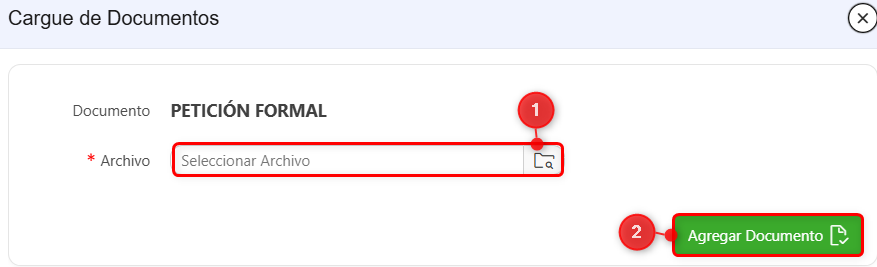 Cargue de Documentos
Documento PETICIÓN FORMAL
1
* Archivo Seleccionar Archivo
2 Agregar Documento